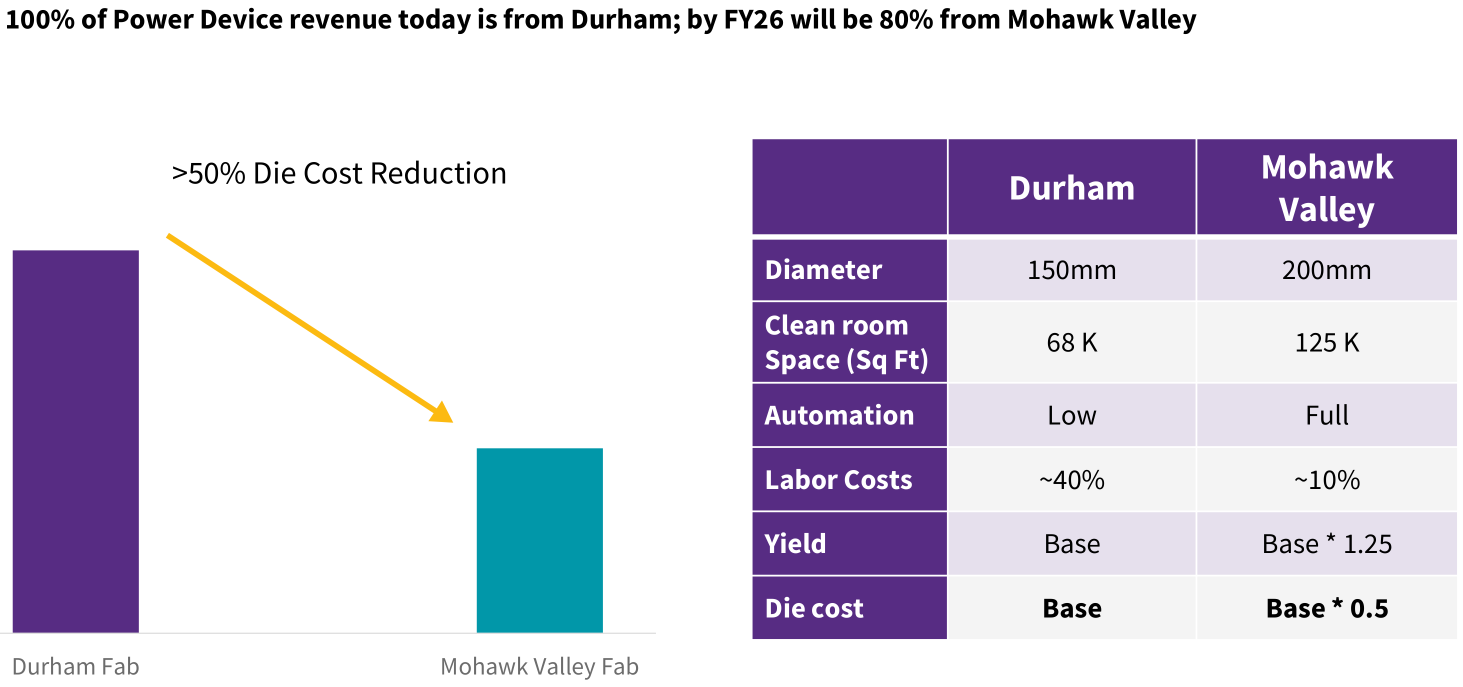 100% of Power Device revenue today is from Durham; by FY26 will be 80% from Mohawk Valley
>50% Die Cost Reduction
Durham Fab
Mohawk Valley Fab
Durham
Mohawk
Valley
Diameter
150mm
200mm
Clean room
Space (Sq Ft)
68 K
125 K
Automation
Low
Full
Labor Costs
~40%
~10%
Yield
Base
Base * 1.25
Die cost
Base
Base * 0.5